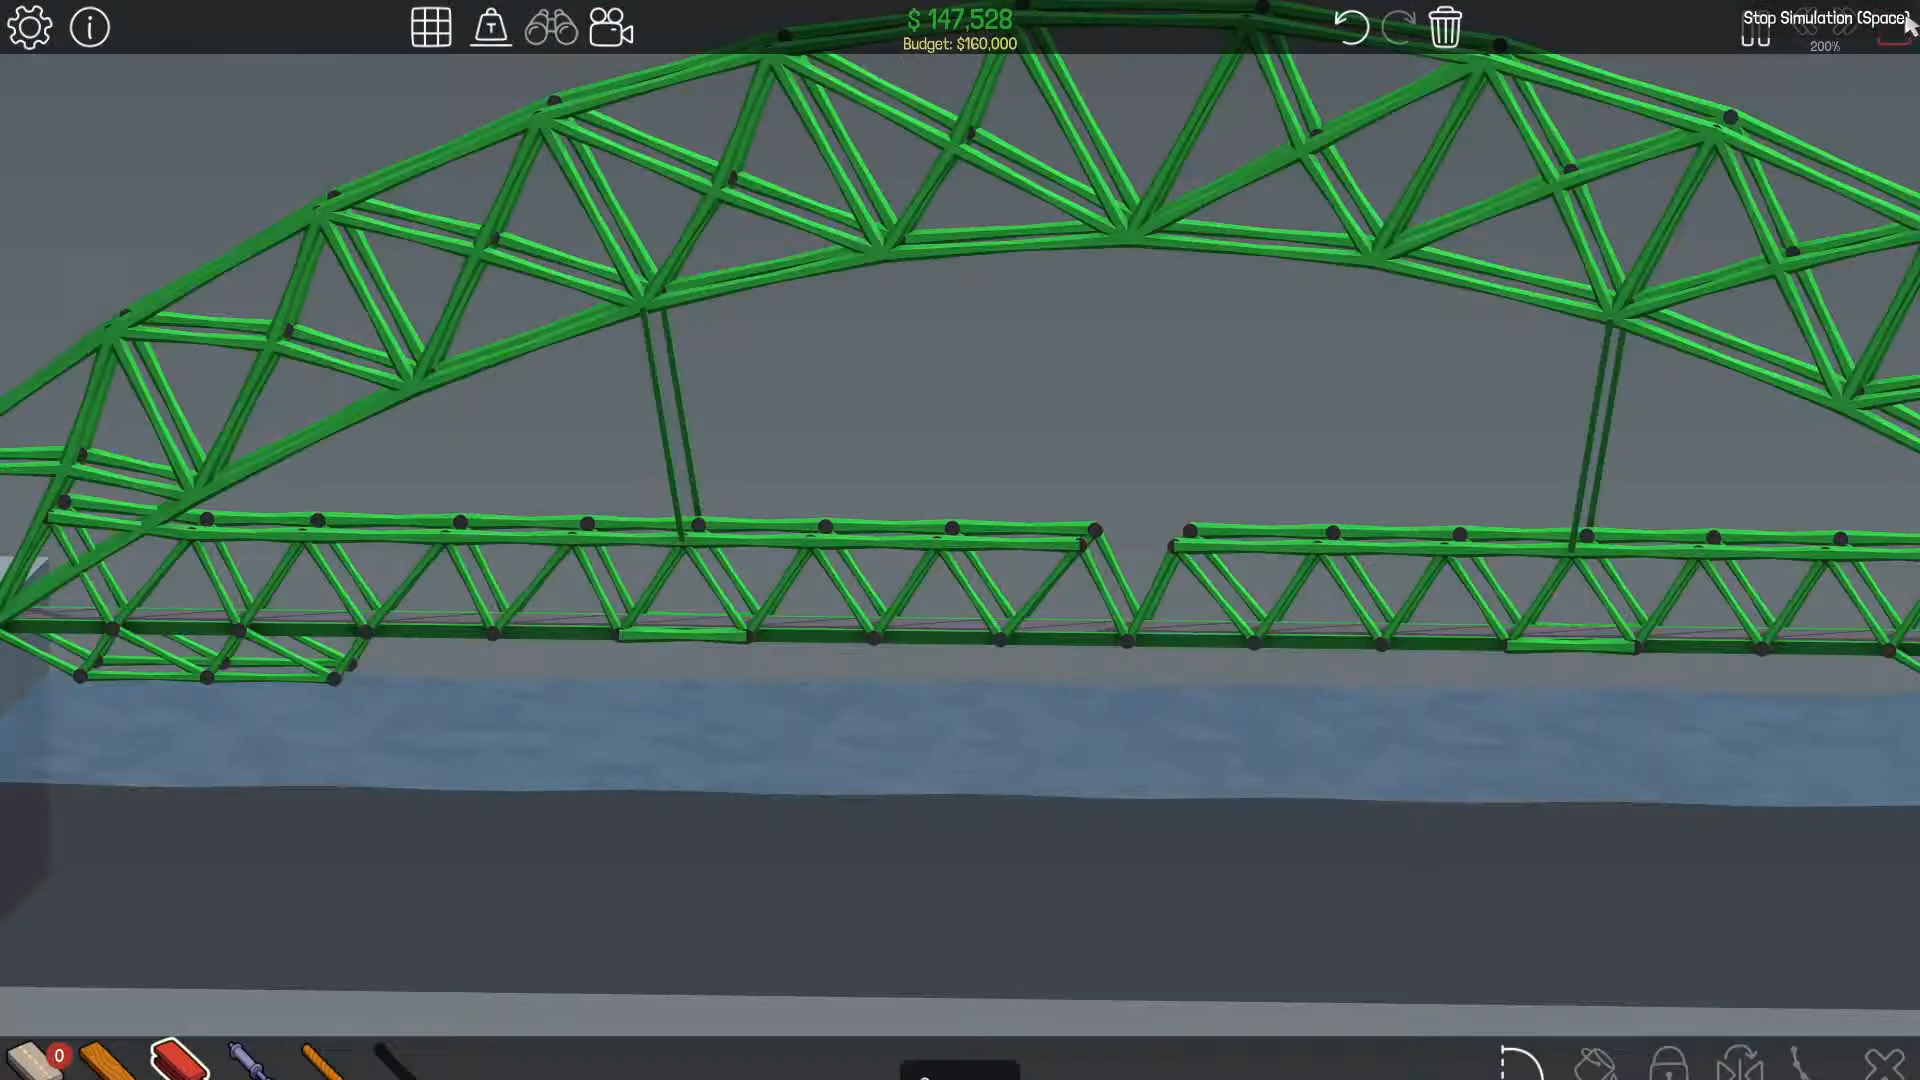 $ 147,528
Budget: $160,000
Stop Simulation (Space)
200%
0